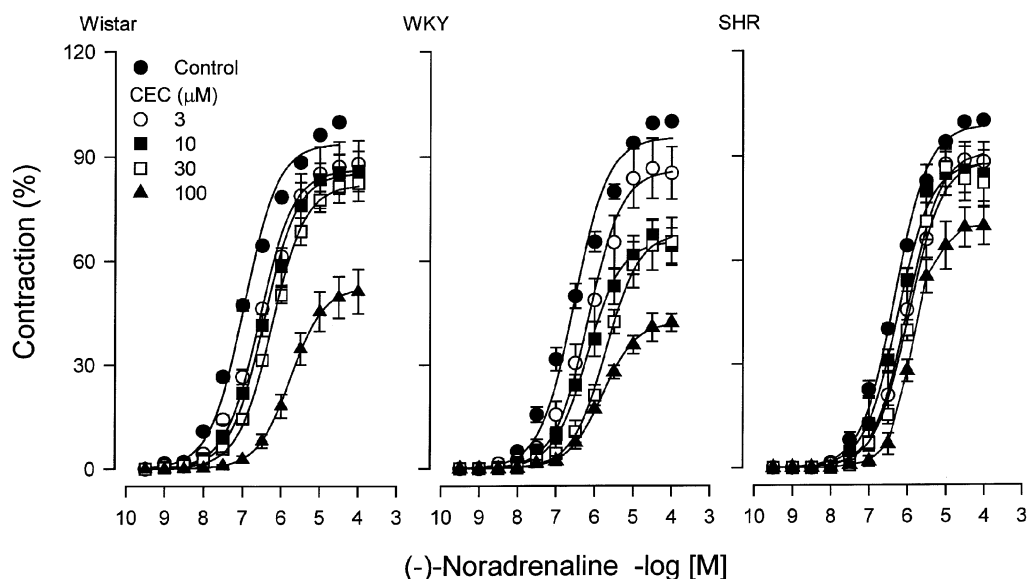 Wistar WKY SHR
120
90
60
30
0
Contraction (%)
Control
CEC (μM)
3
10
30
100
10 9 8 7 6 5 4 3 10 9 8 7 6 5 4 3 10 9 8 7 6 5 4 3
(-)-Noradrenaline -log [M]